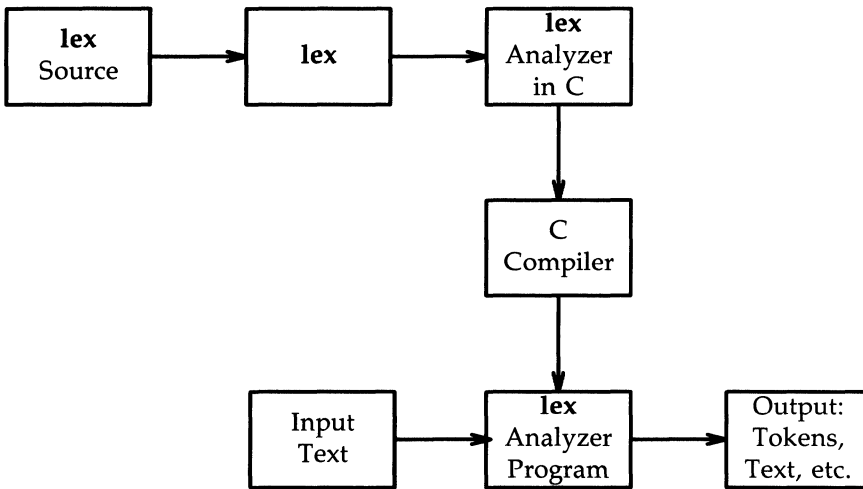 lex
Source
lex
lex
Analyzer
in C
C
Compiler
Input
Text
lex
Analyzer
Program
Output:
Tokens,
Text, etc.